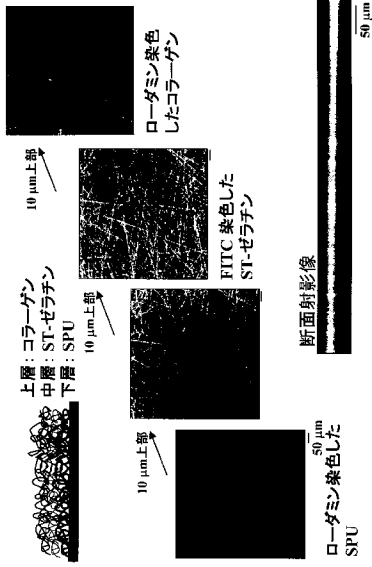 上層：コラーゲン
中層：ST-ゼラチン
下層：SPU
10 μm上部
ローダミン染色
したコラーゲン
10 μm上部
FITC 染色した
ST-ゼラチン
10 μm上部
50 μm
ローダミン染色した
SPU
断面射影像
50 μm